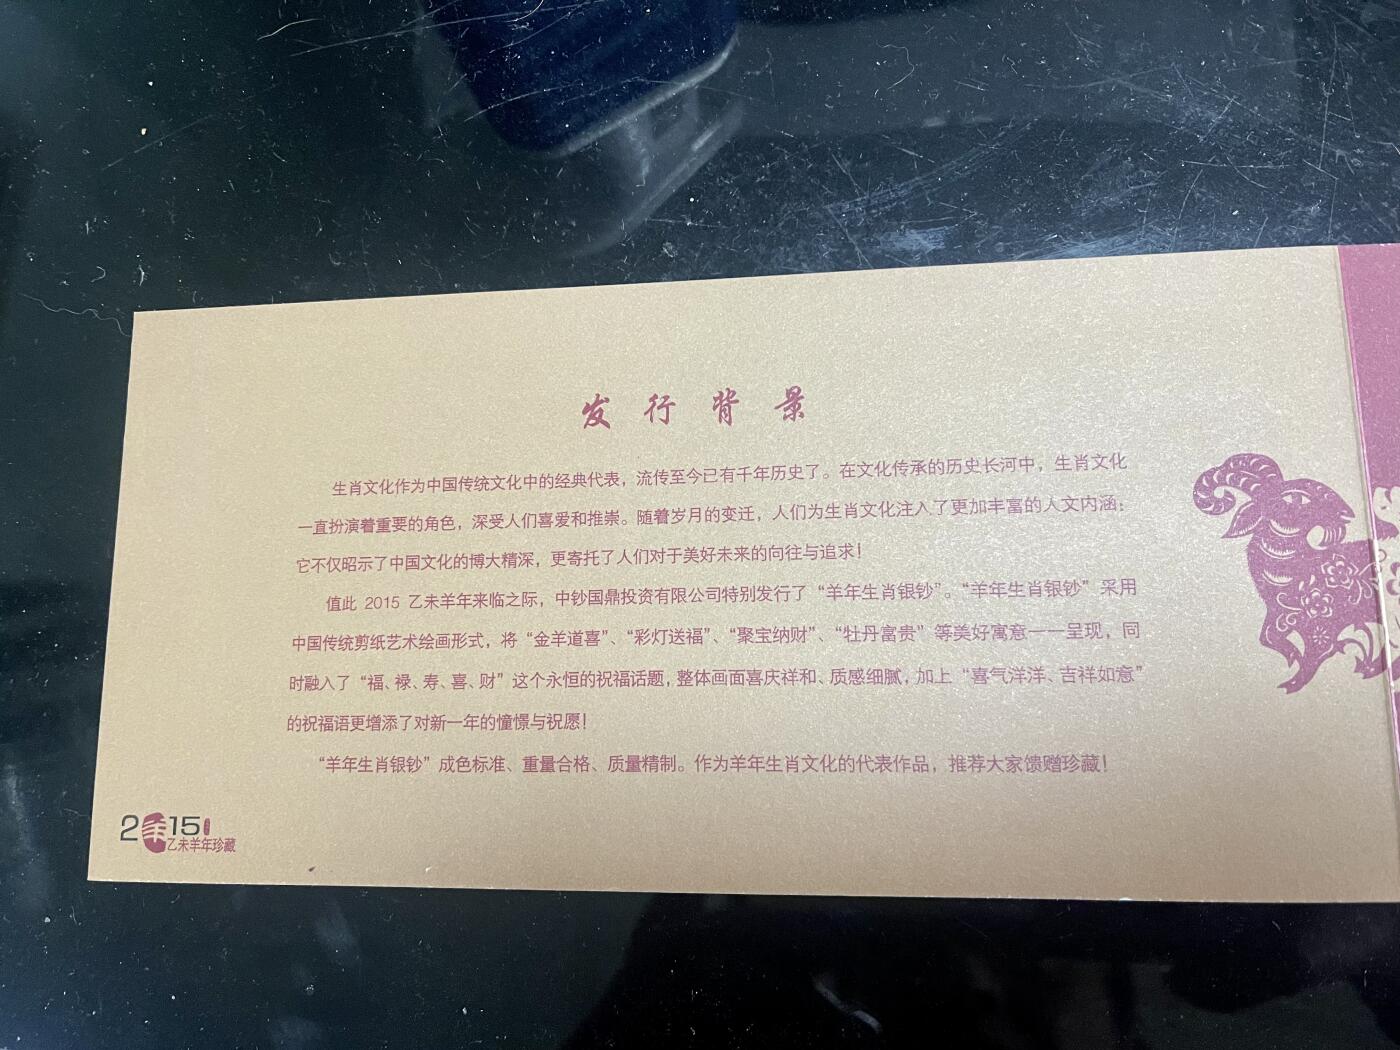 发行背景
生肖文化作为中国传统文化中的经典代表，流传至今已有千年历史了。在文化传承的历史长河中，生肖文化
一直扮演着重要的角色，深受人们喜爱和推崇。随着岁月的变迁，人们为生肖文化注入了更加丰富的人文内涵；
它不仅昭示了中国文化的博大精深，更寄托了人们对于美好未来的向往与追求！
值此 2015 乙未羊年来临之际，中钞国鼎投资有限公司特别发行了“羊年生肖银钞”。“羊年生肖银钞”采用
中国传统剪纸艺术绘画形式，将“金羊道喜”、“彩灯送福”、“聚宝纳财”、“牡丹富贵”等美好寓意一一呈现，同
时融入了“福、禄、寿、喜、财”这个永恒的祝福话题，整体画面喜庆祥和、质感细腻，加上“喜气洋洋、吉祥如意”
的祝福语更增添了对新一年的憧憬与祝愿！
“羊年生肖银钞”成色标准、重量合格、质量精制。作为羊年生肖文化的代表作品，推荐大家馈赠珍藏！
2羊15
乙未羊年珍藏